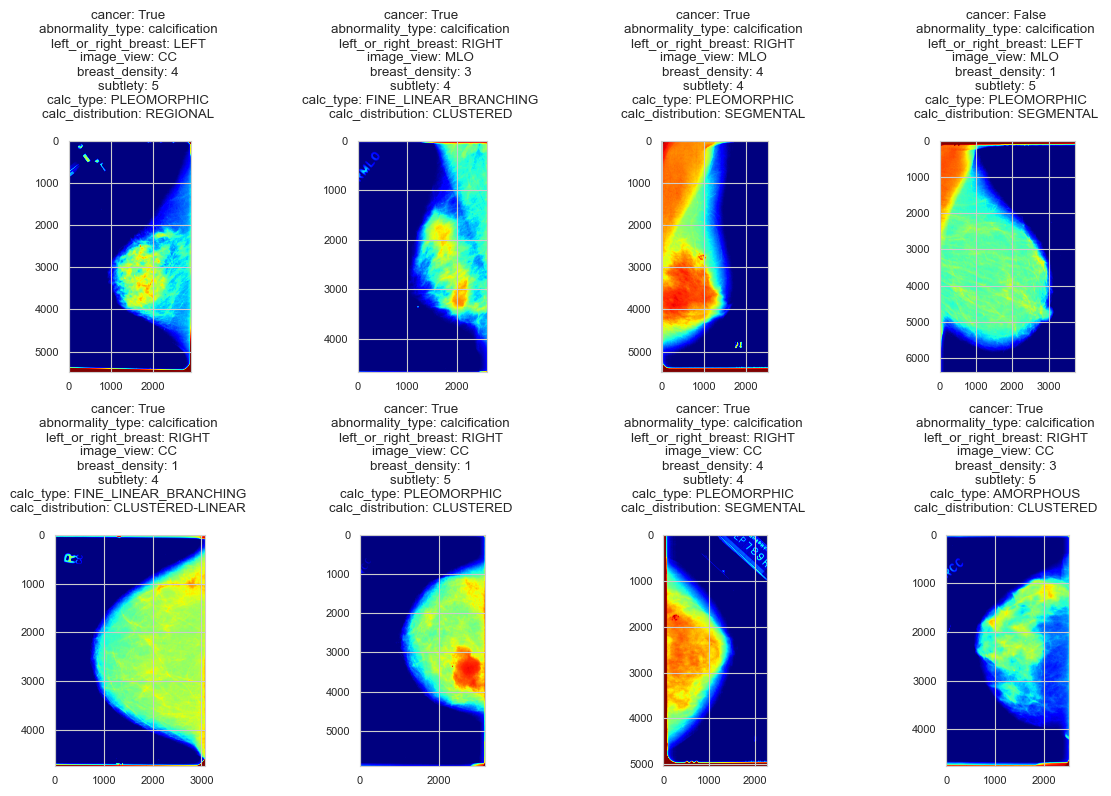 cancer: True
abnormality_type: calcification
left_or_right_breast: LEFT
image_view: CC
breast_density: 4
subtlety: 5
calc_type: PLEOMORPHIC
calc_distribution: REGIONAL
0
1000
2000
3000
4000
5000
0 1000 2000
cancer: True
abnormality_type: calcification
left_or_right_breast: RIGHT
image_view: MLO
breast_density: 3
subtlety: 4
calc_type: FINE_LINEAR_BRANCHING
calc_distribution: CLUSTERED
MLO
0
1000
2000
3000
4000
0 1000 2000
cancer: True
abnormality_type: calcification
left_or_right_breast: RIGHT
image_view: MLO
breast_density: 4
subtlety: 4
calc_type: PLEOMORPHIC
calc_distribution: SEGMENTAL
0
1000
2000
3000
4000
5000
0 1000 2000
cancer: False
abnormality_type: calcification
left_or_right_breast: LEFT
image_view: MLO
breast_density: 1
subtlety: 5
calc_type: PLEOMORPHIC
calc_distribution: SEGMENTAL
0
1000
2000
3000
4000
5000
6000
0 1000 2000 3000
cancer: True
abnormality_type: calcification
left_or_right_breast: RIGHT
image_view: CC
breast_density: 1
subtlety: 4
calc_type: FINE_LINEAR_BRANCHING
calc_distribution: CLUSTERED-LINEAR
R
0
1000
2000
3000
4000
0 1000 2000 3000
cancer: True
abnormality_type: calcification
left_or_right_breast: RIGHT
image_view: CC
breast_density: 1
subtlety: 5
calc_type: PLEOMORPHIC
calc_distribution: CLUSTERED
0
1000
2000
3000
4000
5000
0 2000
cancer: True
abnormality_type: calcification
left_or_right_breast: RIGHT
image_view: CC
breast_density: 4
subtlety: 4
calc_type: PLEOMORPHIC
calc_distribution: SEGMENTAL
0
1000
2000
3000
4000
5000
0 1000 2000
cancer: True
abnormality_type: calcification
left_or_right_breast: RIGHT
image_view: CC
breast_density: 3
subtlety: 5
calc_type: AMORPHOUS
calc_distribution: CLUSTERED
0
1000
2000
3000
4000
0 1000 2000